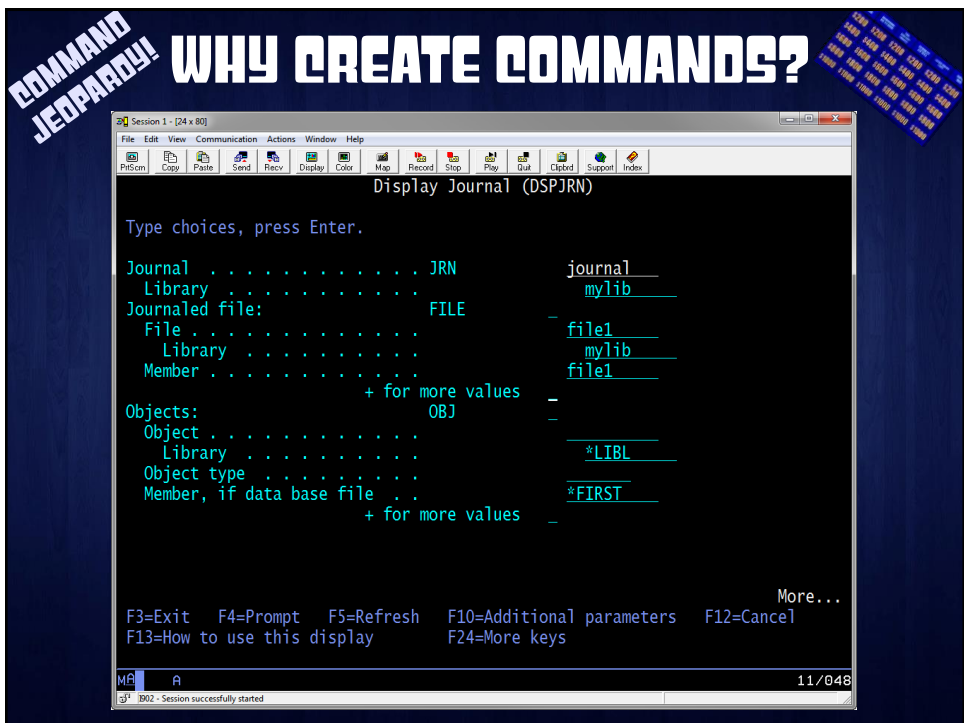 COMMAND
JEOPARDY!
WHY CREATE COMMANDS?
Session 1 - [24 x 80]
File Edit View Communication Actions Window Help
PrtScrn Copy Paste Send Recv Display Color Map Record Stop Play Quit Clipbrd Support Index
Display Journal (DSPJRN)
Type choices, press Enter.
Journal . . . . . . . . . . . . JRN journal
Library . . . . . . . . . . . mylib
Journaled file: FILE _
File . . . . . . . . . . . . . file1
Library . . . . . . . . . . mylib
Member . . . . . . . . . . . . file1
+ for more values _
Objects: OBJ _
Object . . . . . . . . . . . .
Library . . . . . . . . . . *LIBL
Object type . . . . . . . . .
Member, if data base file . . *FIRST
+ for more values _
More...
F3=Exit F4=Prompt F5=Refresh F10=Additional parameters F12=Cancel
F13=How to use this display F24=More keys
MA A 11/048
I902 - Session successfully started